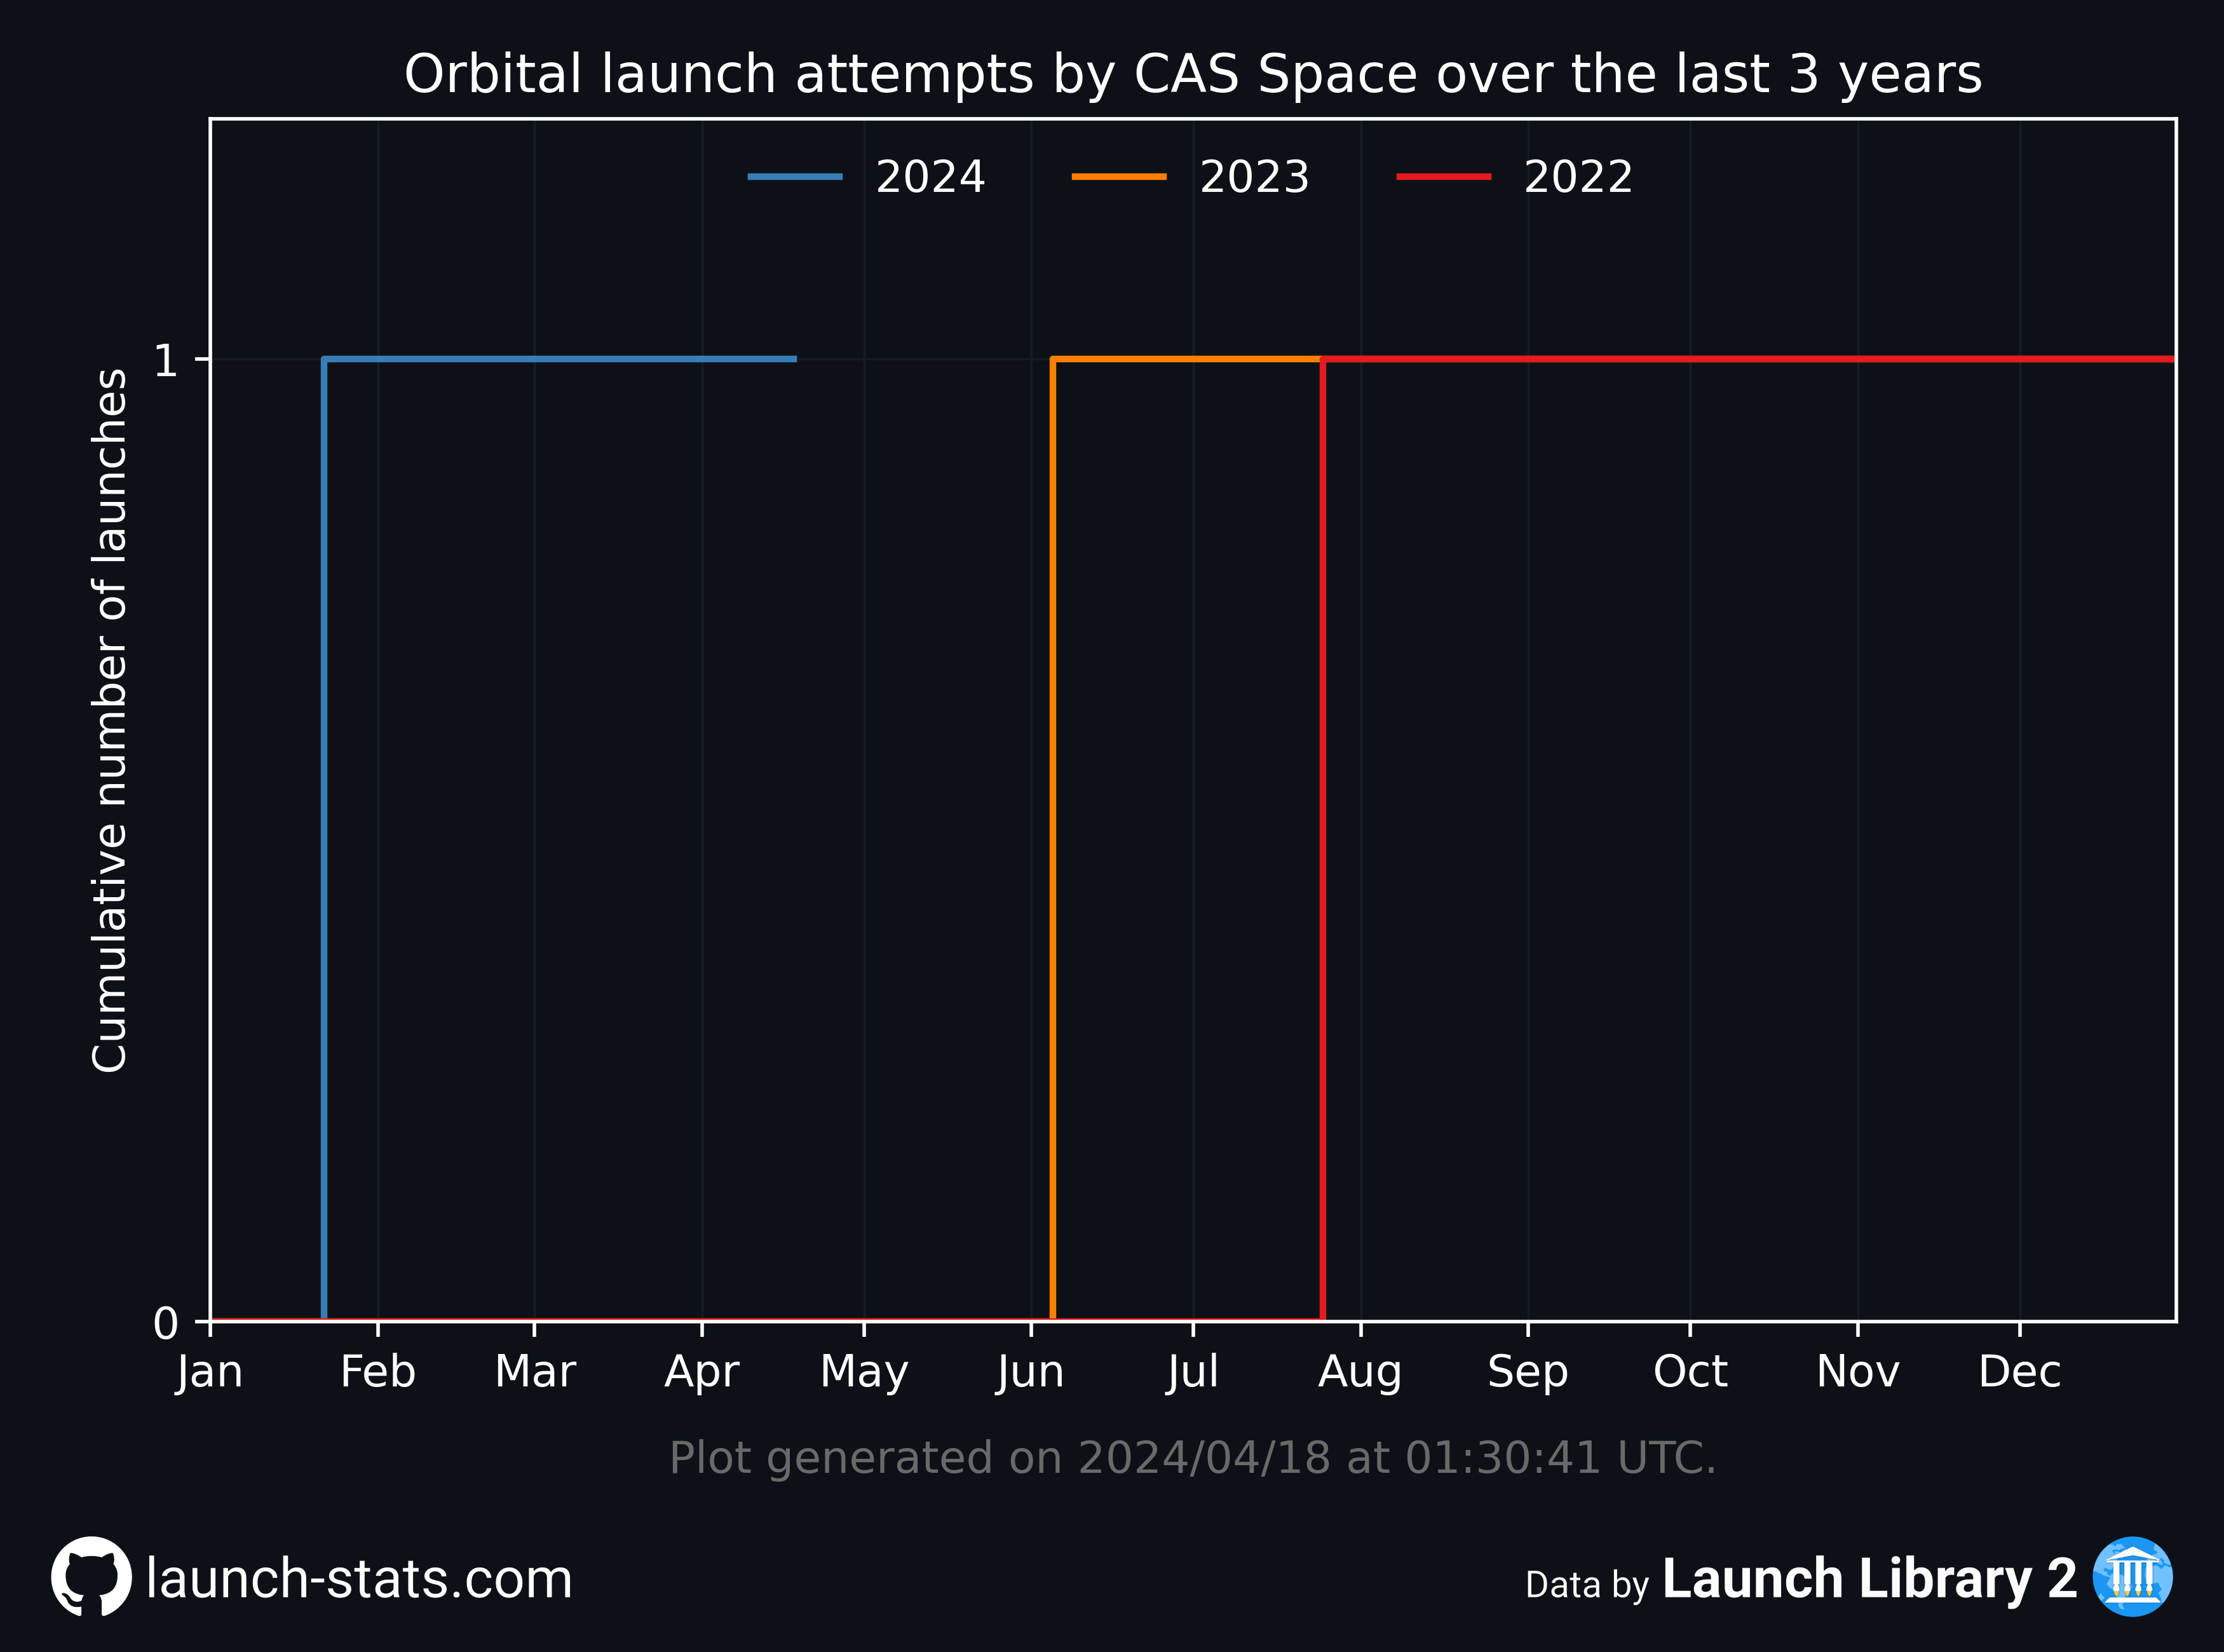 Orbital launch attempts by CAS Space over the last 3 years
2024 2023 2022
Cumulative number of launches
1
0
Jan Feb Mar Apr May Jun Jul Aug Sep Oct Nov Dec
Plot generated on 2024/04/18 at 01:30:41 UTC.
launch-stats.com
Data by Launch Library 2